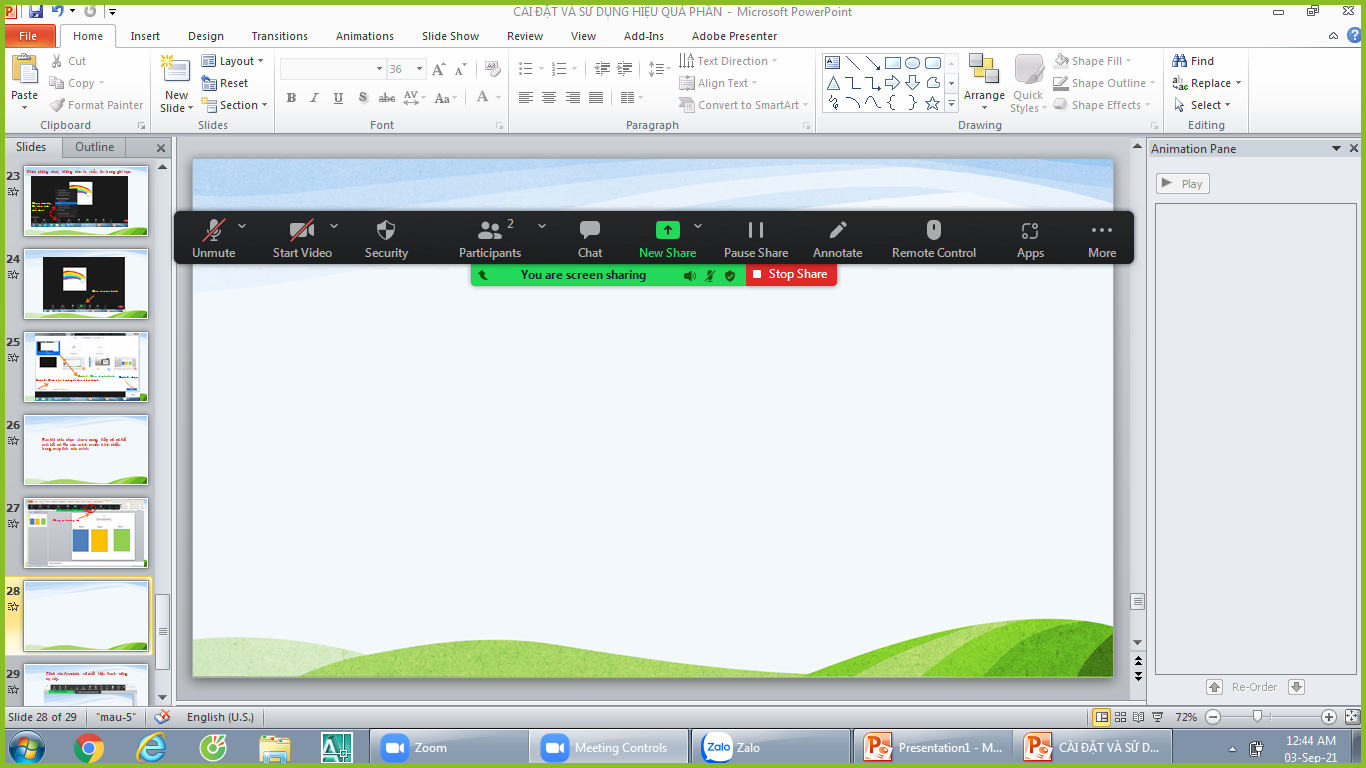 CÀI ĐẶT VÀ SỬ DỤNG HIỆU QUẢ PHẦN - Microsoft PowerPoint
File Home Insert Design Transitions Animations Slide Show Review View Add-Ins Adobe Presenter
Paste
Cut
Copy
Format Painter
Clipboard
New Slide
Layout
Reset
Section
Slides
36
B I U S abc AV Aa A
Font
Text Direction
Align Text
Convert to SmartArt
Paragraph
Arrange
Quick Styles
Shape Fill
Shape Outline
Shape Effects
Drawing
Find
Replace
Select
Editing
Slides Outline
23
24
25
26
27
28
29
Unmute Start Video Security Participants 2 Chat New Share Pause Share Annotate Remote Control Apps More
You are screen sharing Stop Share
Animation Pane
Play
Re-Order
Slide 28 of 29 "mau-5" English (U.S.) 72%
Zoom Meeting Controls Zalo Zalo Presentation1 - M... CÀI ĐẶT VÀ SỬ D...
12:44 AM
03-Sep-21